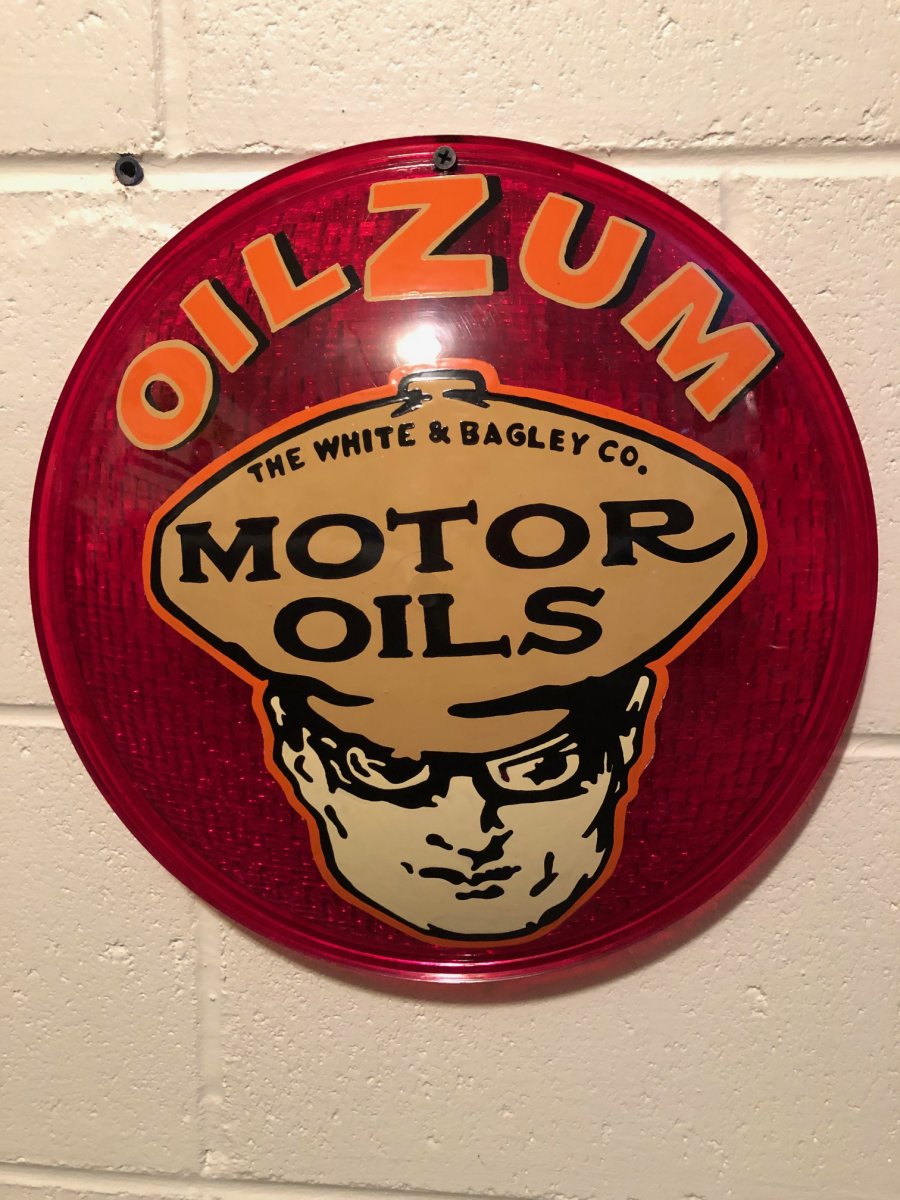 OILZUM
THE WHITE & BAGLEY CO.
MOTOR
OILS